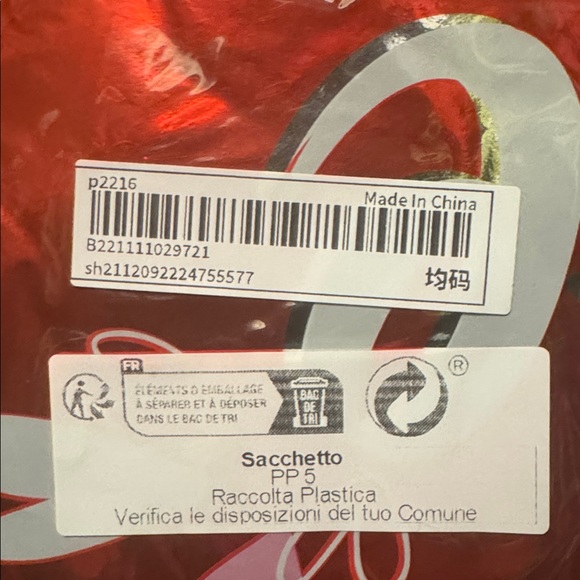 p2216
Made In China
B221111029721
sh2112092224755577
均码
FR
ÉLÉMENTS D EMBALLAGE
À SÉPARER ET À DÉPOSER
DANS LE BAC DE TRI
BAC
DE
TRI
®
Sacchetto
PP 5
Raccolta Plastica
Verifica le disposizioni del tuo Comune